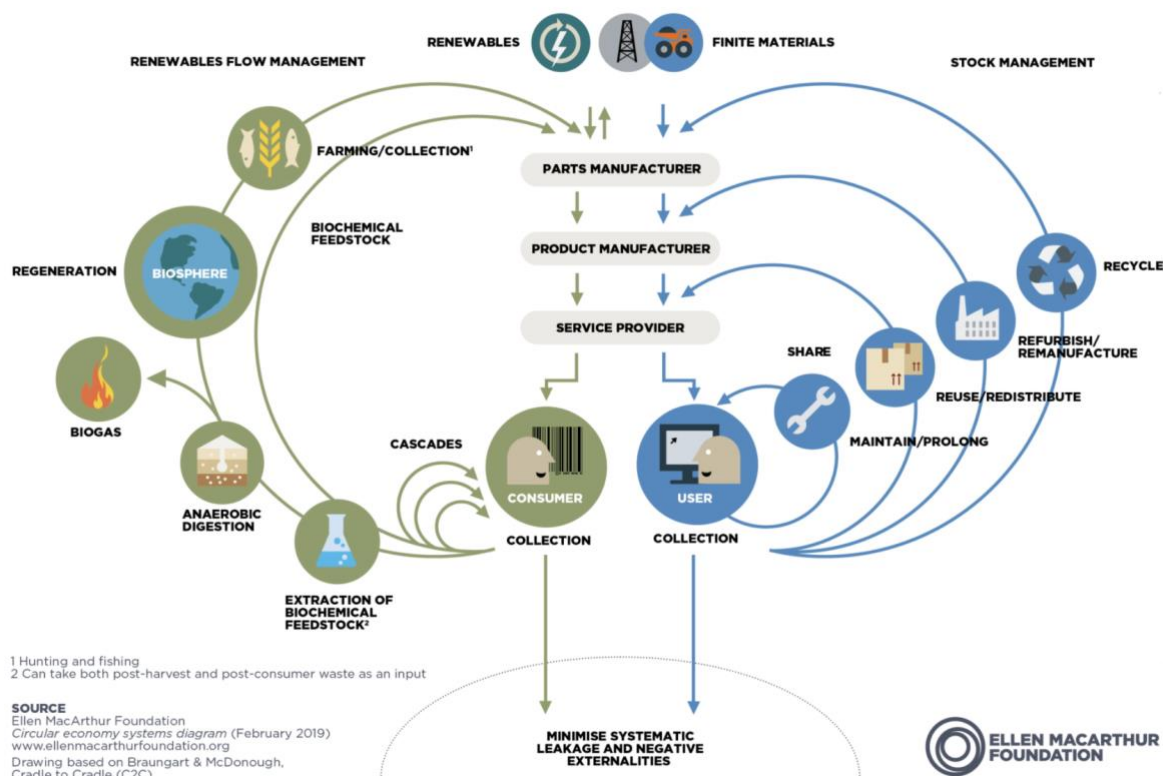 RENEWABLES
FINITE MATERIALS
RENEWABLES FLOW MANAGEMENT
STOCK MANAGEMENT
FARMING/COLLECTION¹
PARTS MANUFACTURER
BIOCHEMICAL
FEEDSTOCK
PRODUCT MANUFACTURER
REGENERATION
BIOSPHERE
RECYCLE
SERVICE PROVIDER
SHARE
REFURBISH/
REMANUFACTURE
REUSE/REDISTRIBUTE
BIOGAS
CASCADES
MAINTAIN/PROLONG
CONSUMER
USER
ANAEROBIC
DIGESTION
COLLECTION
COLLECTION
EXTRACTION OF
BIOCHEMICAL
FEEDSTOCK²
1 Hunting and fishing
2 Can take both post-harvest and post-consumer waste as an input
SOURCE
Ellen MacArthur Foundation
Circular economy systems diagram (February 2019)
www.ellenmacarthurfoundation.org
Drawing based on Braungart & McDonough,
Cradle to Cradle (C2C)
MINIMISE SYSTEMATIC
LEAKAGE AND NEGATIVE
EXTERNALITIES
ELLEN MACARTHUR
FOUNDATION